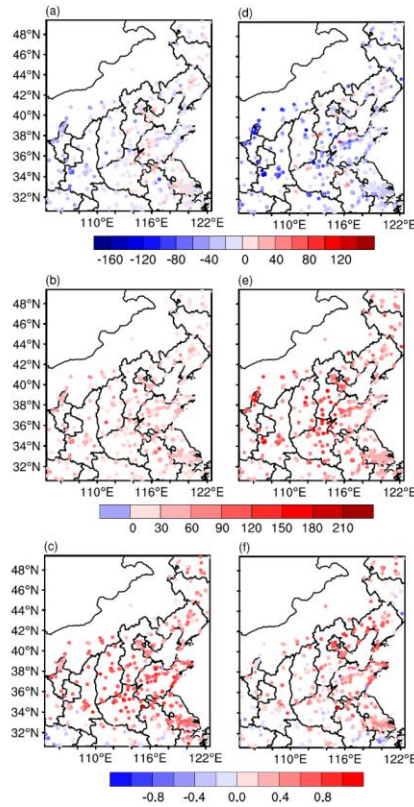 (a) (d)
48°N
46°N
44°N
42°N
40°N
38°N
36°N
34°N
32°N
110°E 116°E 122°E 110°E 116°E 122°E
-160 -120 -80 -40 0 40 80 120
(b) (e)
48°N
46°N
44°N
42°N
40°N
38°N
36°N
34°N
32°N
110°E 116°E 122°E 110°E 116°E 122°E
0 30 60 90 120 150 180 210
(c) (f)
48°N
46°N
44°N
42°N
40°N
38°N
36°N
34°N
32°N
110°E 116°E 122°E 110°E 116°E 122°E
-0.8 -0.4 0.0 0.4 0.8